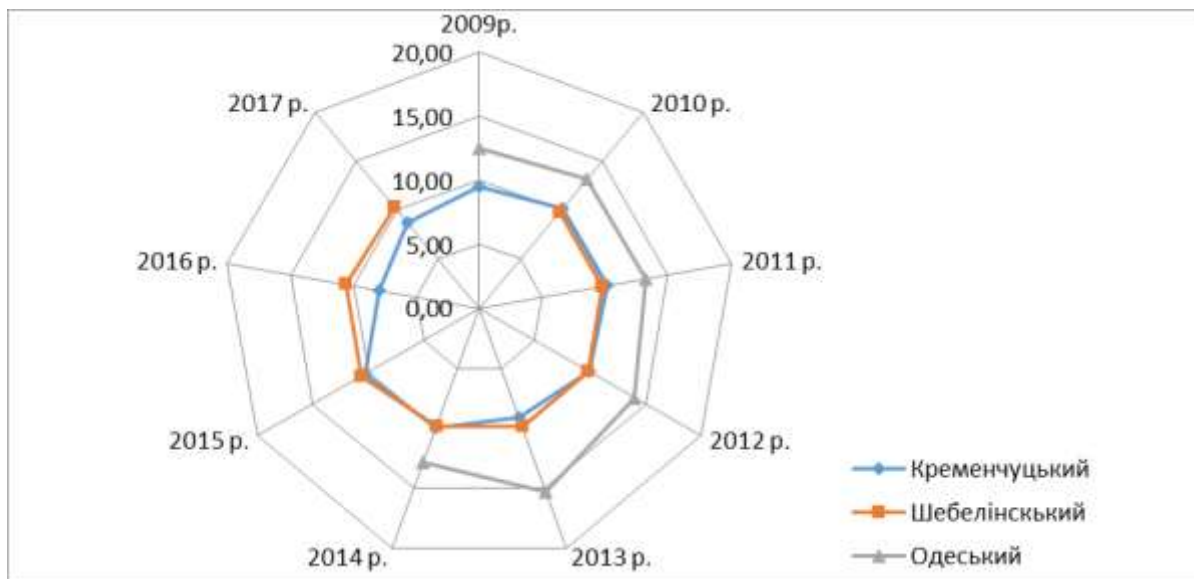 2009р.
20,00
2017 р.
2010 р.
15,00
10,00
5,00
2016 р.
2011 р.
0,00
2015 р.
2012 р.
2014 р.
2013 р.
Кременчуцький
Шебелінскький
Одеський